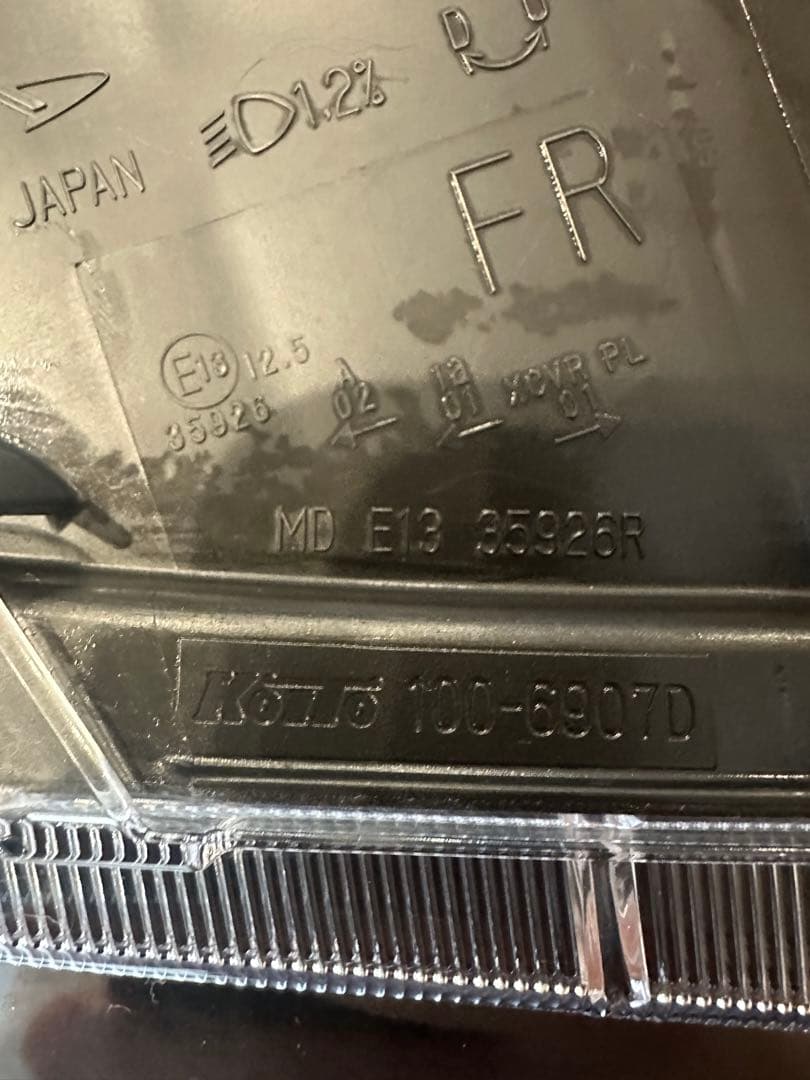 D U
1.2%
JAPAN
FR
E13 12.5
35926
A 02
1a 01
XCVR PL 01
MD E13 35926R
KOITO 100-6907D